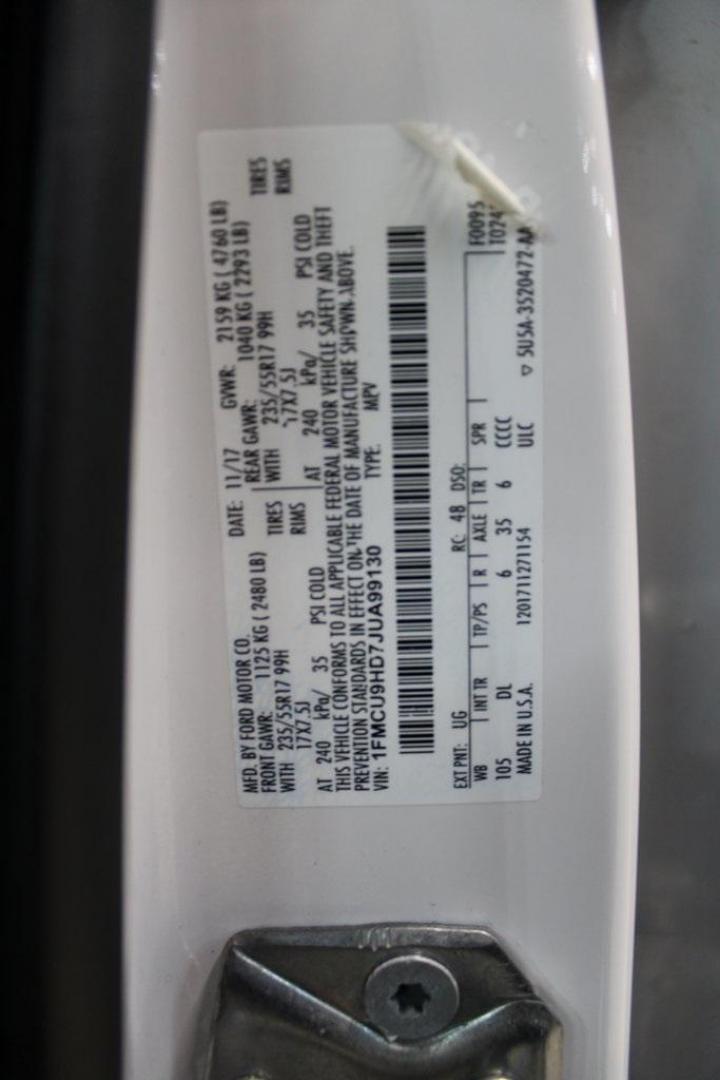 MFD. BY FORD MOTOR CO. DATE: 11/17 GVWR: 2159 KG ( 4760 LB)
FRONT GAWR: 1125 KG ( 2480 LB) REAR GAWR: 1040 KG ( 2293 LB)
WITH 235/55R17 99H TIRES WITH 235/55R17 99H TIRES
17X7.5J RIMS 17X7.5J RIMS
AT 240 kPa/ 35 PSI COLD AT 240 kPa/ 35 PSI COLD
THIS VEHICLE CONFORMS TO ALL APPLICABLE FEDERAL MOTOR VEHICLE SAFETY AND THEFT
PREVENTION STANDARDS IN EFFECT ON THE DATE OF MANUFACTURE SHOWN ABOVE.
VIN: 1FMCU9HD7JUA99130 TYPE: MPV
EXT PNT: UG RC: 48 DSO: F0095
WB INT TR TP/PS R AXLE TR SPR
105 DL 6 35 6 CCCC
MADE IN U.S.A. 1201711271154 ULC ▽ 5U5A-3520472-AA